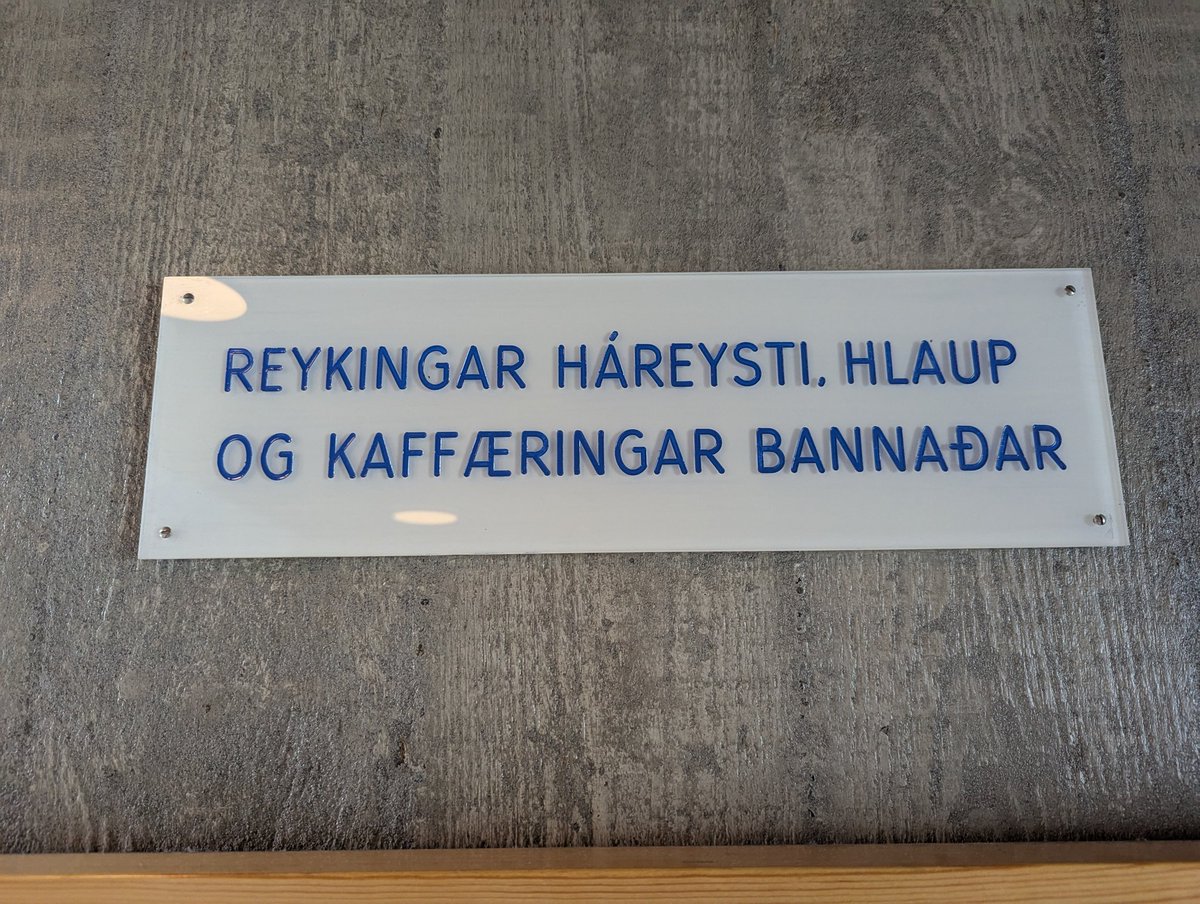 REYKINGAR HÁREYSTI, HLAUP
OG KAFFÆRINGAR BANNAÐAR